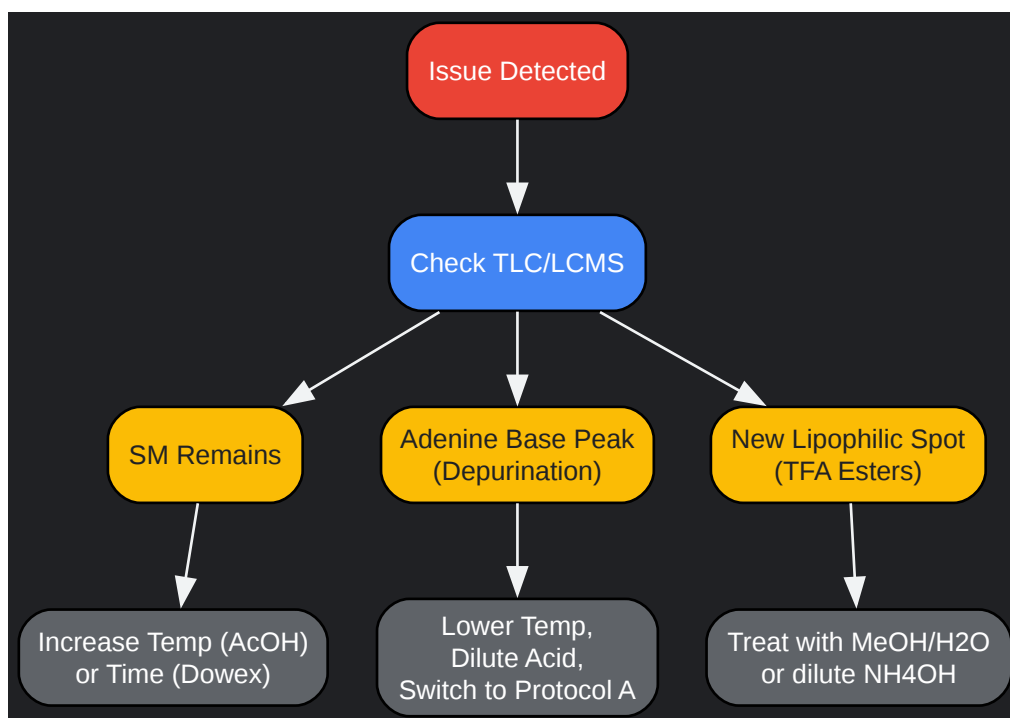 Issue Detected
Check TLC/LCMS
SM Remains
Adenine Base Peak
(Depurination)
New Lipophilic Spot
(TFA Esters)
Increase Temp (AcOH)
or Time (Dowex)
Lower Temp,
Dilute Acid,
Switch to Protocol A
Treat with MeOH/H2O
or dilute NH4OH